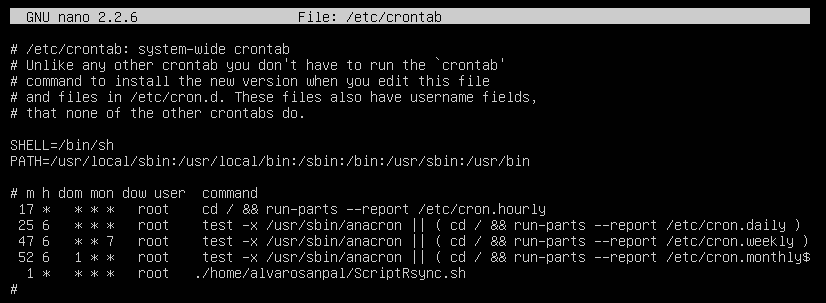 GNU nano 2.2.6 File: /etc/crontab
# /etc/crontab: system-wide crontab
# Unlike any other crontab you don't have to run the `crontab'
# command to install the new version when you edit this file
# and files in /etc/cron.d. These files also have username fields,
# that none of the other crontabs do.
SHELL=/bin/sh
PATH=/usr/local/sbin:/usr/local/bin:/sbin:/bin:/usr/sbin:/usr/bin
# m h dom mon dow user  command
17 *   * * *   root    cd / && run-parts --report /etc/cron.hourly
25 6   * * *   root    test -x /usr/sbin/anacron || ( cd / && run-parts --report /etc/cron.daily )
47 6   * * 7   root    test -x /usr/sbin/anacron || ( cd / && run-parts --report /etc/cron.weekly )
52 6   1 * *   root    test -x /usr/sbin/anacron || ( cd / && run-parts --report /etc/cron.monthly$
1 *   * * *   root   ./home/alvarosanpal/ScriptRsync.sh
#